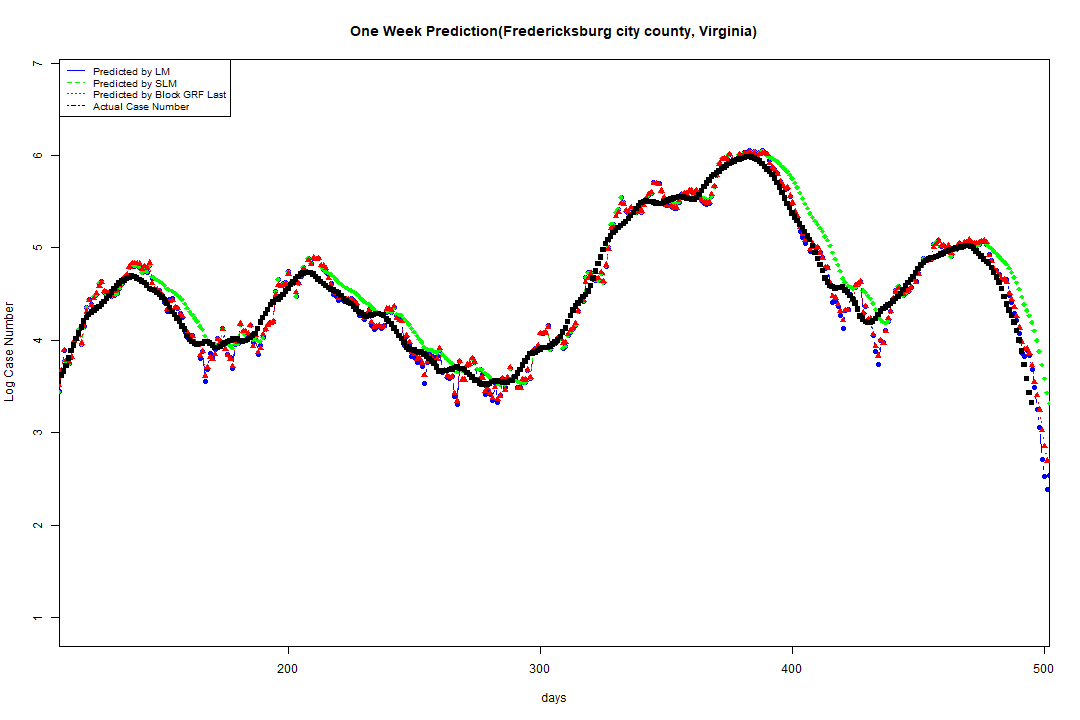 One Week Prediction(Fredericksburg city county, Virginia)
7
Predicted by LM
Predicted by SLM
Predicted by Block GRF Last
Actual Case Number
6
5
4
3
2
1
Log Case Number
200 300 400 500
days